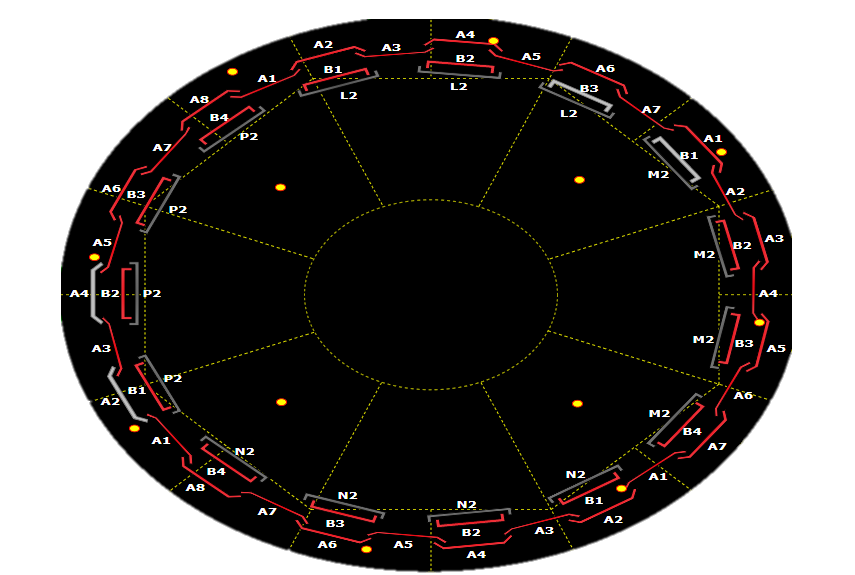 A4
A2 A3 A5
B2
B1 A6
A1 L2 B3
L2
A8 L2 A7
B4
P2 A1
A7 B1
M2
A6 B3 A2
P2
A5 B2 A3
M2
A4 B2 P2 A4
A3 M2 B3 A5
P2
B1 A6
A2
M2
A1 B4
A7
N2
B4 N2 A1
A8 N2 B1
N2
A7 A2
B3 B2 A3
A6 A5
A4